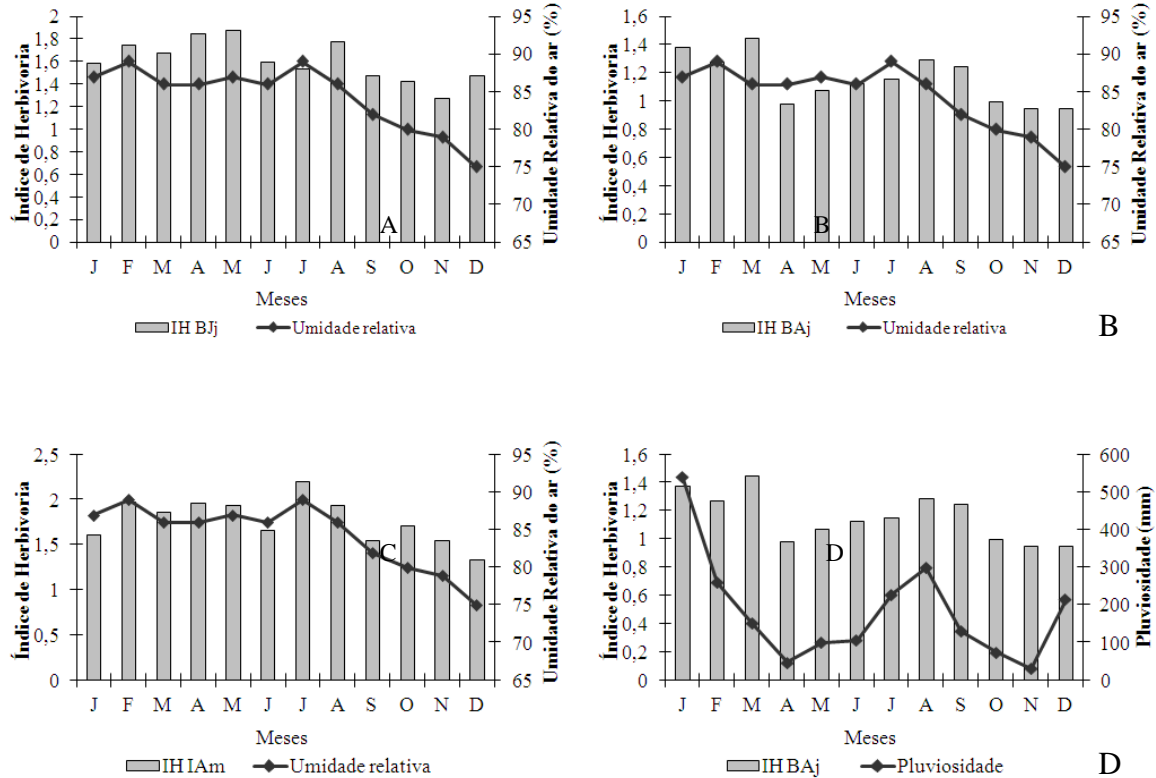 Índice de Herbivoria
2
1,8
1,6
1,4
1,2
1
0,8
0,6
0,4
0,2
0
Umidade Relativa do ar (%)
95
90
85
80
75
70
65
A
J F M A M J J A S O N D
Meses
IH BJj Umidade relativa
Índice de Herbivoria
1,6
1,4
1,2
1
0,8
0,6
0,4
0,2
0
Umidade Relativa do ar (%)
95
90
85
80
75
70
65
B
J F M A M J J A S O N D
Meses
IH BAj Umidade relativa
B
Índice de Herbivoria
2,5
2
1,5
1
0,5
0
Umidade Relativa do ar (%)
95
90
85
80
75
70
65
C
J F M A M J J A S O N D
Meses
IH IAm Umidade relativa
Índice de Herbivoria
1,6
1,4
1,2
1
0,8
0,6
0,4
0,2
0
Pluviosidade (mm)
600
500
400
300
200
100
0
D
J F M A M J J A S O N D
Meses
IH BAj Pluviosidade
D